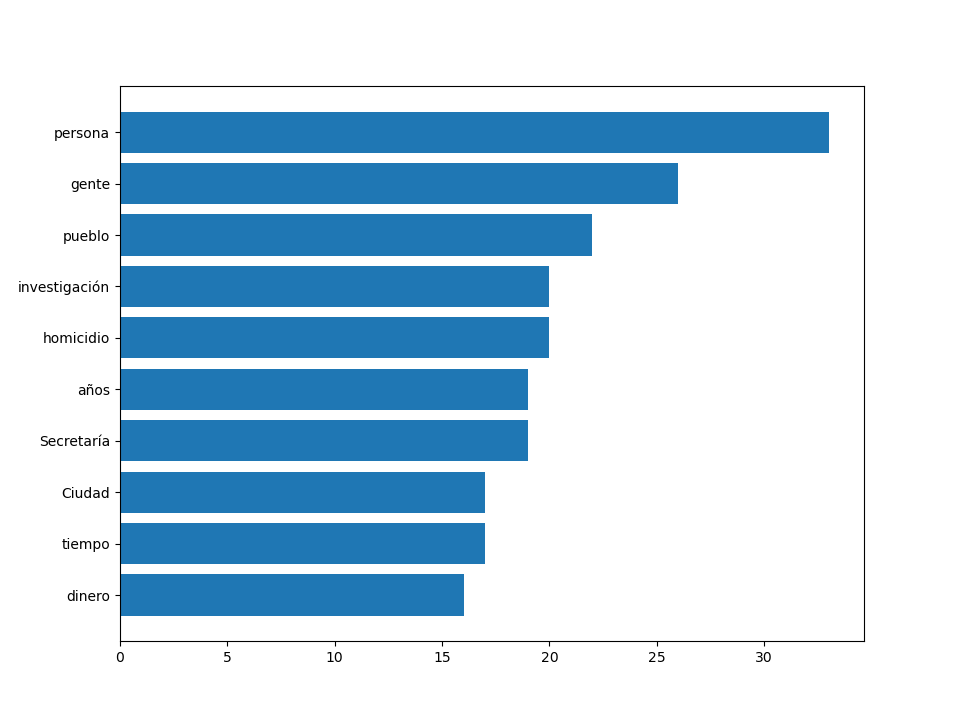 persona
gente
pueblo
investigación
homicidio
años
Secretaría
Ciudad
tiempo
dinero
0 5 10 15 20 25 30